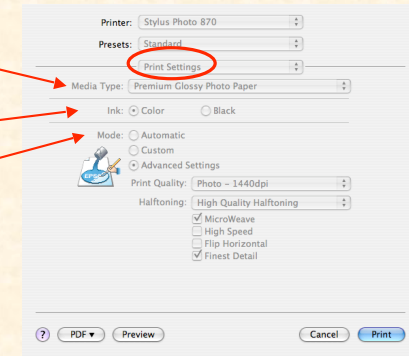 Printer: Stylus Photo 870
Presets: Standard
Print Settings
Media Type: Premium Glossy Photo Paper
Ink: Color Black
Mode: Automatic
Custom
Advanced Settings
EPSON
Print Quality: Photo – 1440dpi
Halftoning: High Quality Halftoning
MicroWeave
High Speed
Flip Horizontal
Finest Detail
? PDF▼ Preview Cancel Print